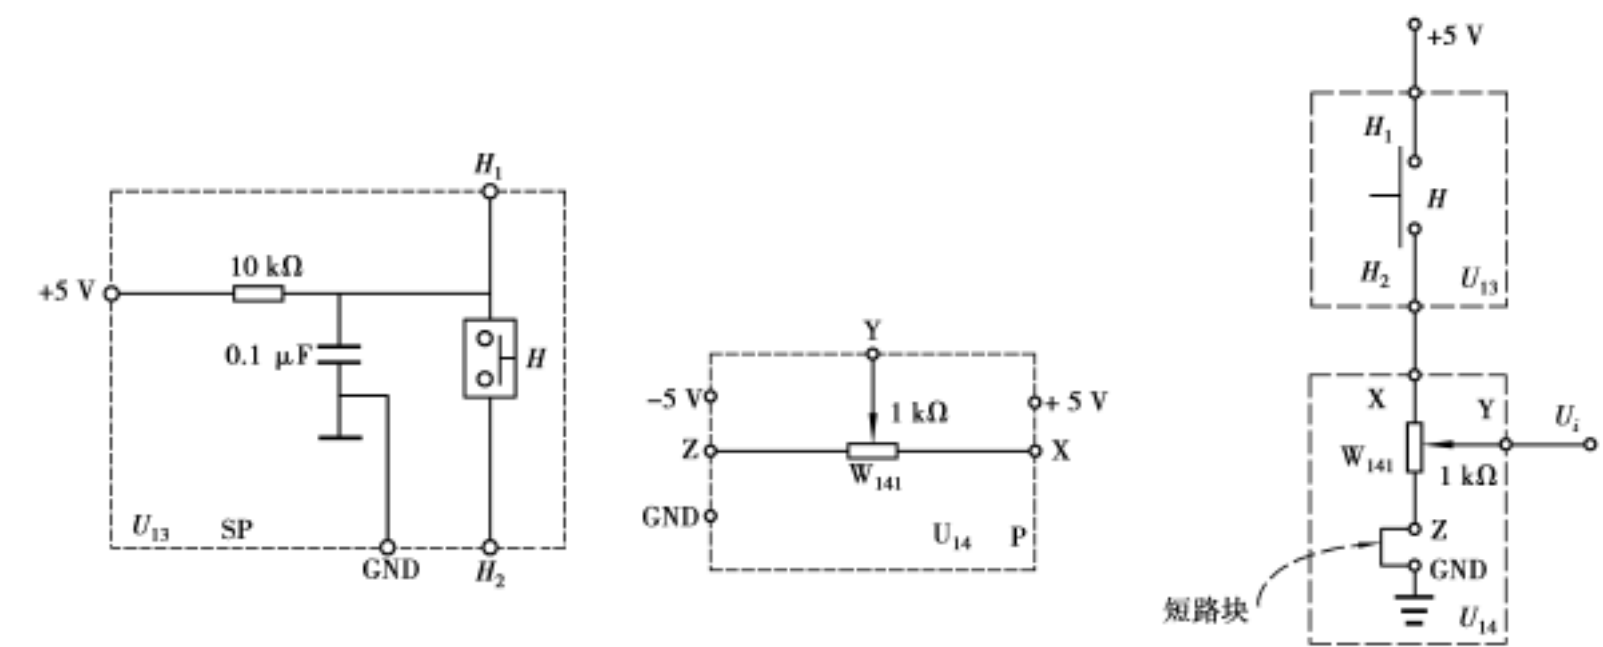 H₁
+5 V
10 kΩ
0.1 μF
H
U₁₃ SP
GND
H₂
Y
−5 V
+ 5 V
1 kΩ
Z
X
W₁₄₁
GND
U₁₄ P
+5 V
H₁
H
H₂
U₁₃
X
Y
Uᵢ
W₁₄₁
1 kΩ
Z
GND
短路块
U₁₄